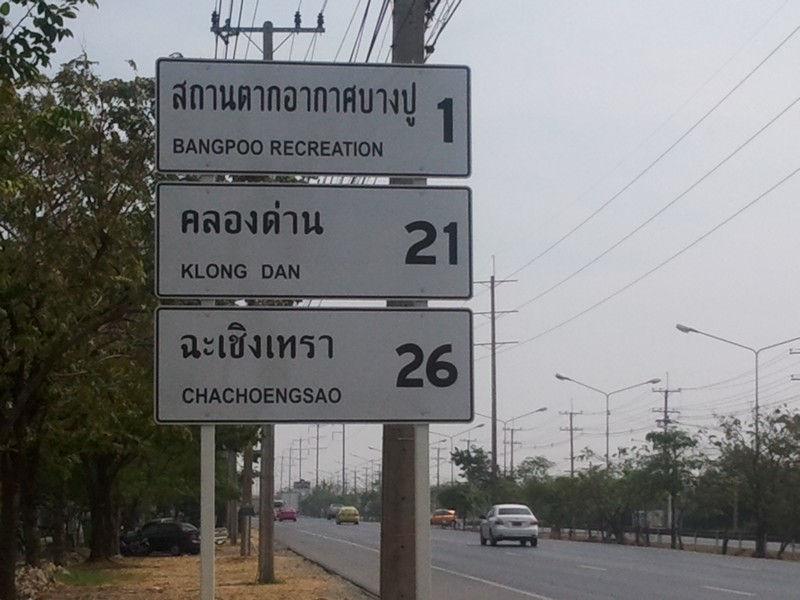 สถานตากอากาศบางปู 1
BANGPOO RECREATION
คลองด่าน 21
KLONG DAN
ฉะเชิงเทรา 26
CHACHOENGSAO